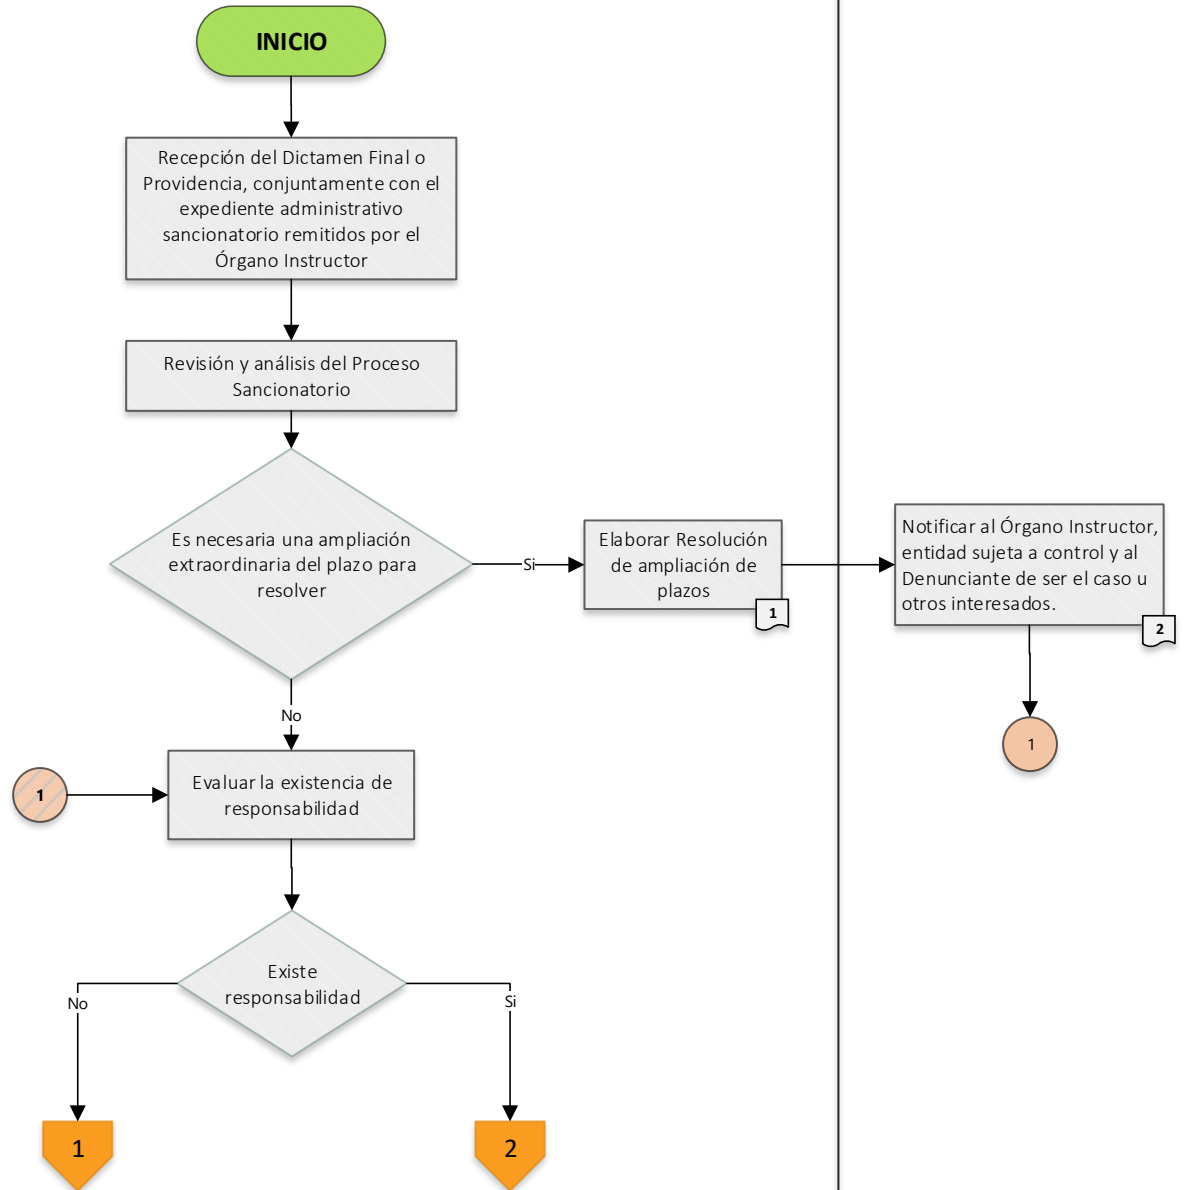 INICIO
Recepción del Dictamen Final o
Providencia, conjuntamente con el
expediente administrativo
sancionatorio remitidos por el
Órgano Instructor
Revisión y análisis del Proceso
Sancionatorio
Es necesaria una ampliación
extraordinaria del plazo para
resolver
Si
Elaborar Resolución
de ampliación de
plazos
1
Notificar al Órgano Instructor,
entidad sujeta a control y al
Denunciante de ser el caso u
otros interesados.
2
1
No
1
Evaluar la existencia de
responsabilidad
Existe
responsabilidad
No
Si
1
2